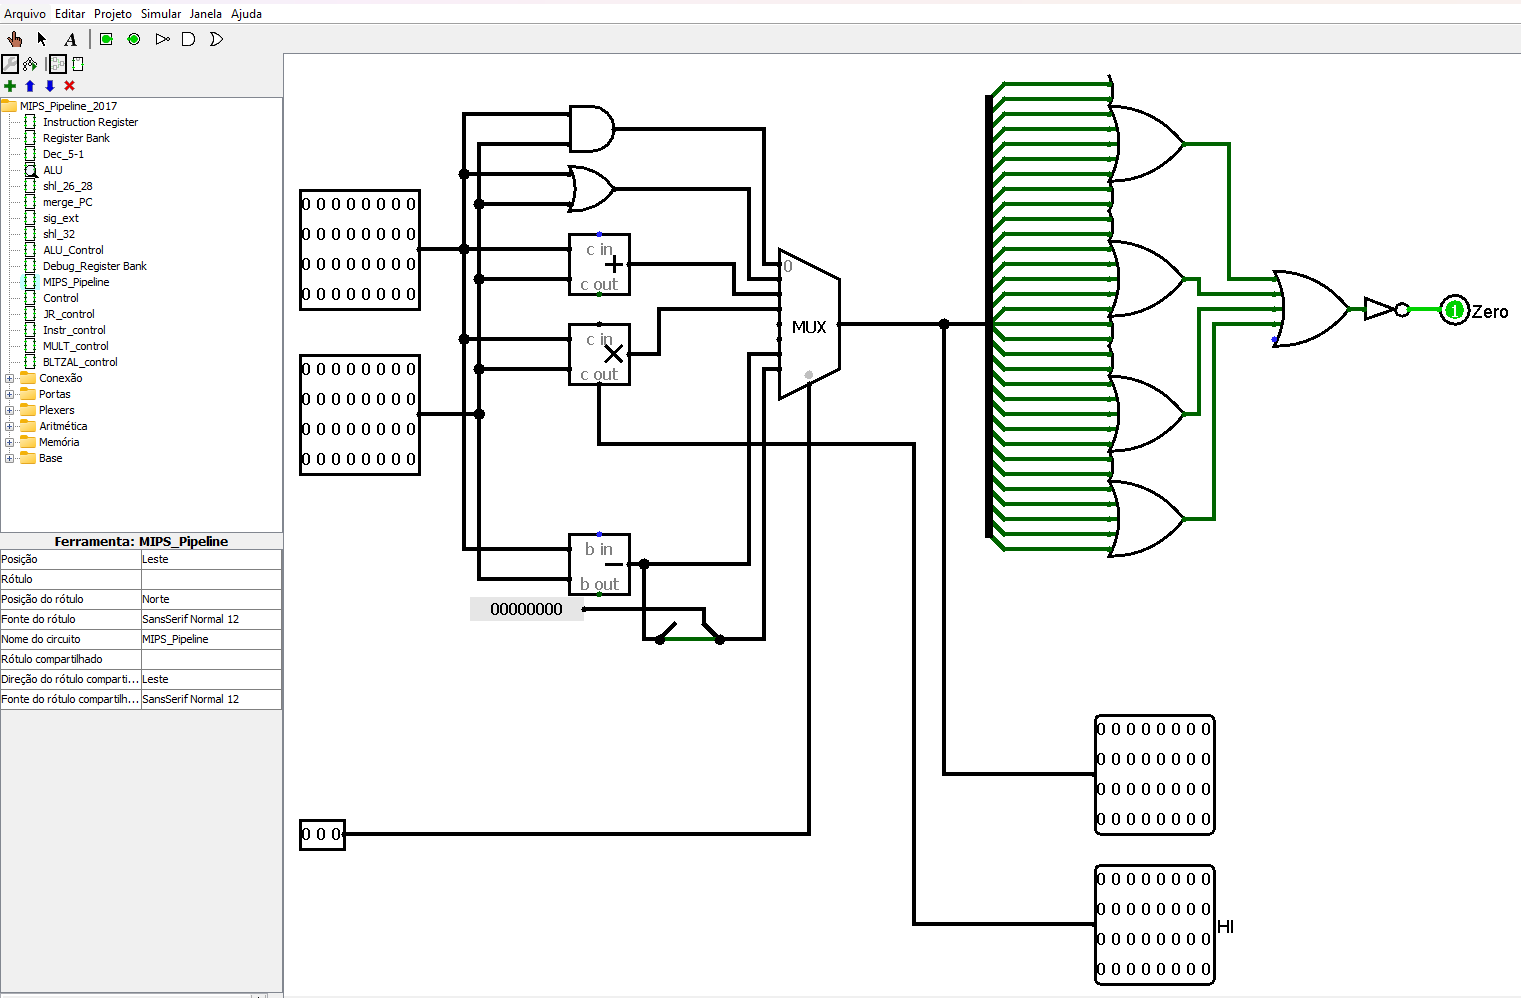 Arquivo Editar Projeto Simular Janela Ajuda
A
MIPS_Pipeline_2017
Instruction Register
Register Bank
Dec_5-1
ALU
shl_26_28
merge_PC
sig_ext
shl_32
ALU_Control
Debug_Register Bank
MIPS_Pipeline
Control
JR_control
Instr_control
MULT_control
BLTZAL_control
Conexão
Portas
Plexers
Aritmética
Memória
Base
Ferramenta: MIPS_Pipeline
Posição Leste
Rótulo
Posição do rótulo Norte
Fonte do rótulo SansSerif Normal 12
Nome do circuito MIPS_Pipeline
Rótulo compartilhado
Direção do rótulo comparti... Leste
Fonte do rótulo compartilh... SansSerif Normal 12
0 0 0 0 0 0 0 0
0 0 0 0 0 0 0 0
0 0 0 0 0 0 0 0
0 0 0 0 0 0 0 0
0 0 0 0 0 0 0 0
0 0 0 0 0 0 0 0
0 0 0 0 0 0 0 0
0 0 0 0 0 0 0 0
c in
+
c out
c in
×
c out
b in
−
b out
00000000
0 0 0
0
MUX
1 Zero
0 0 0 0 0 0 0 0
0 0 0 0 0 0 0 0
0 0 0 0 0 0 0 0
0 0 0 0 0 0 0 0
0 0 0 0 0 0 0 0
0 0 0 0 0 0 0 0
HI
0 0 0 0 0 0 0 0
0 0 0 0 0 0 0 0